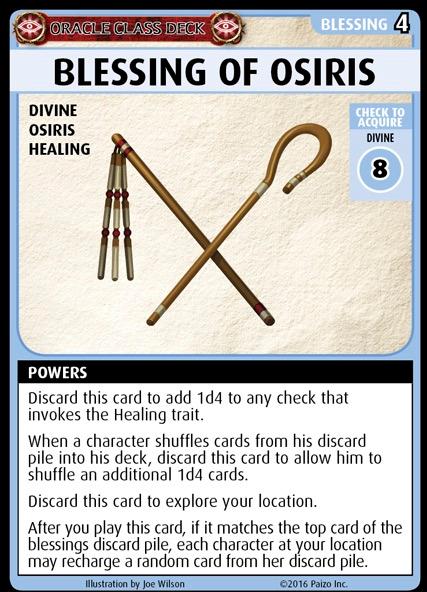 ORACLE CLASS DECK
BLESSING 4
BLESSING OF OSIRIS
DIVINE
OSIRIS
HEALING
CHECK TO
ACQUIRE
DIVINE
8
POWERS
Discard this card to add 1d4 to any check that
invokes the Healing trait.
When a character shuffles cards from his discard
pile into his deck, discard this card to allow him to
shuffle an additional 1d4 cards.
Discard this card to explore your location.
After you play this card, if it matches the top card of the
blessings discard pile, each character at your location
may recharge a random card from her discard pile.
Illustration by Joe Wilson ©2016 Paizo Inc.